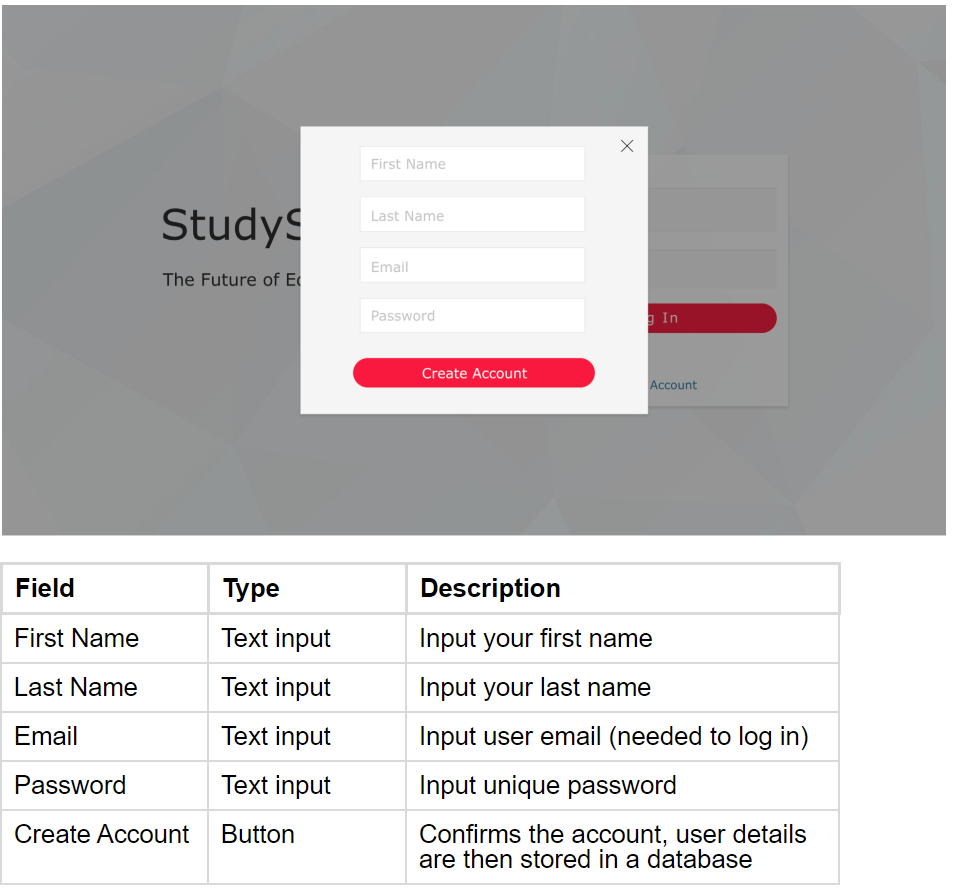 First Name
StudyS
Last Name
Email
The Future of Ec
Password
g In
Create Account
Account
Field Type Description
First Name Text input Input your first name
Last Name Text input Input your last name
Email Text input Input user email (needed to log in)
Password Text input Input unique password
Create Account Button Confirms the account, user details
are then stored in a database